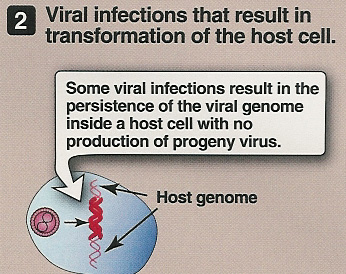 2 Viral infections that result in
transformation of the host cell.
Some viral infections result in the
persistence of the viral genome
inside a host cell with no
production of progeny virus.
Host genome